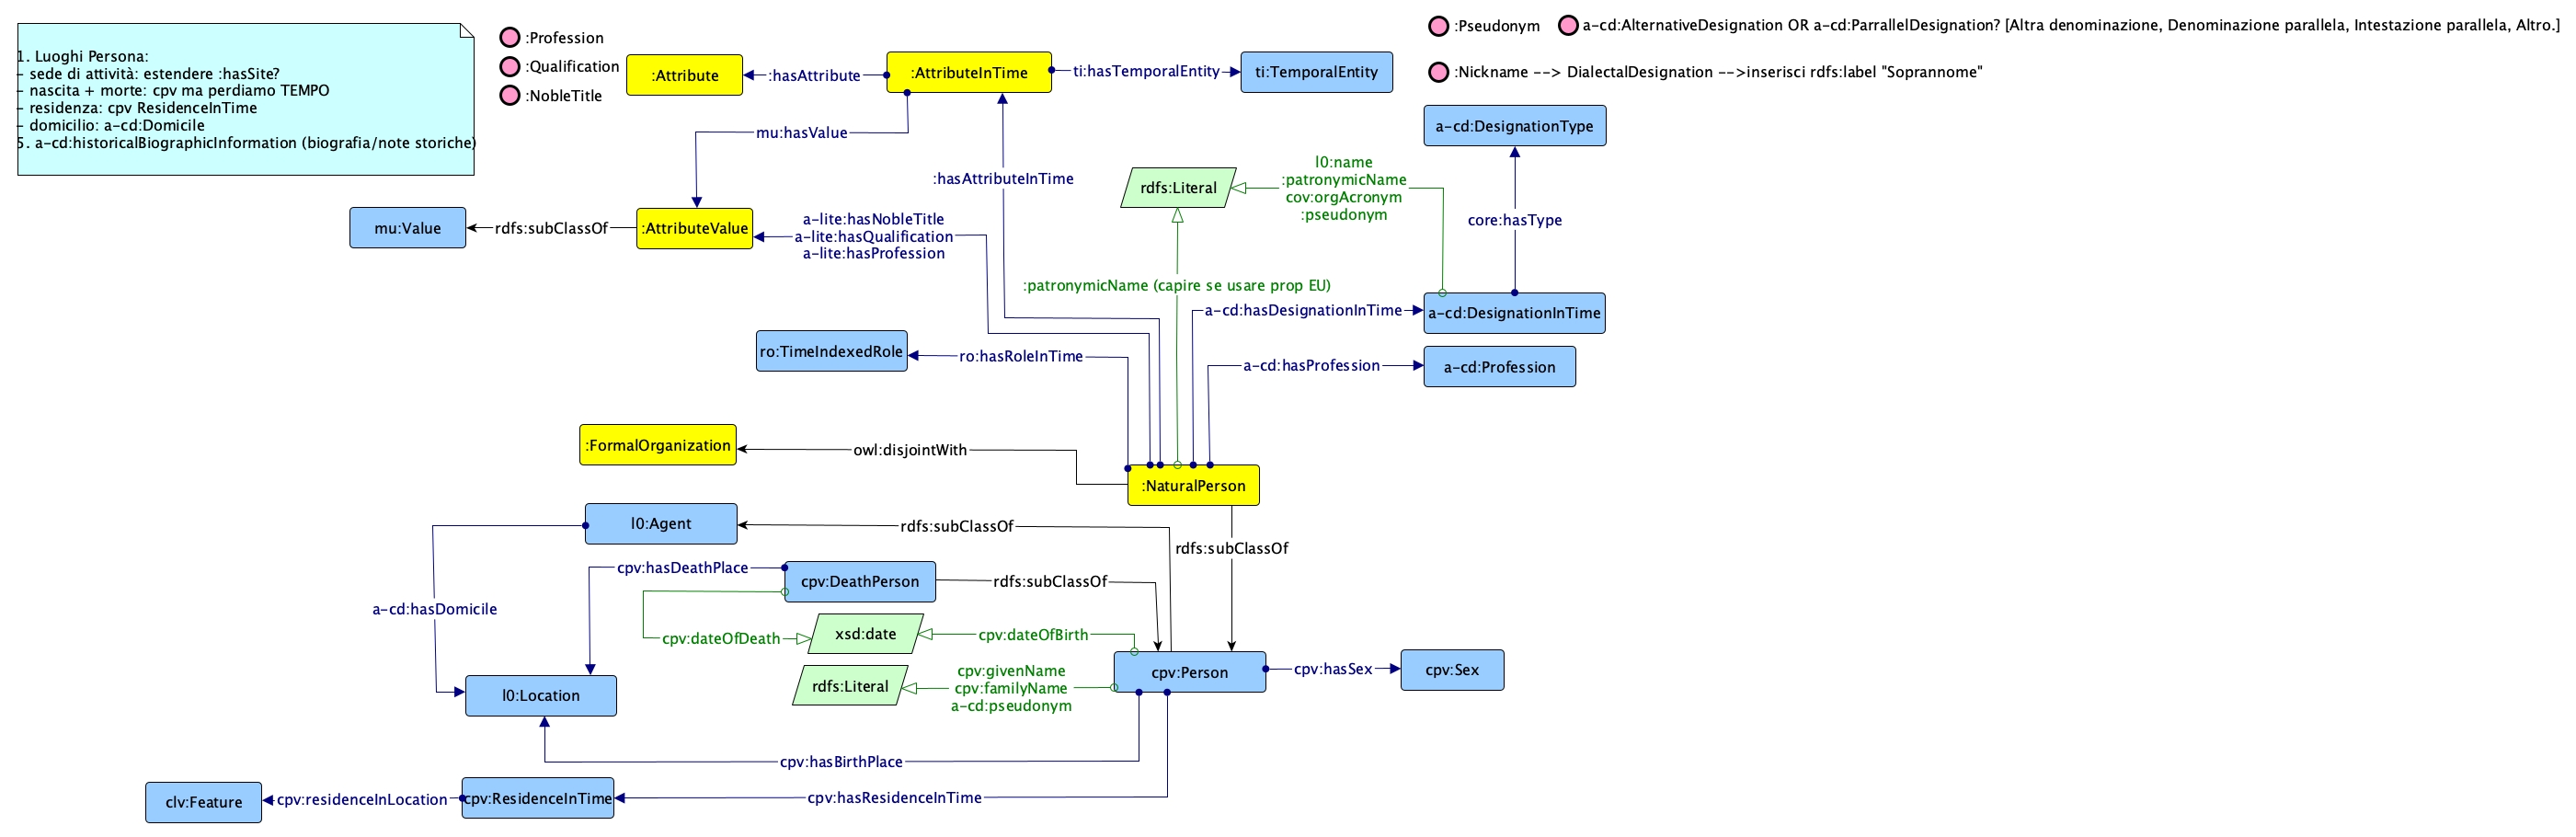 1. Luoghi Persona:
- sede di attività: estendere :hasSite?
- nascita + morte: cpv ma perdiamo TEMPO
- residenza: cpv ResidenceInTime
- domicilio: a-cd:Domicile
5. a-cd:historicalBiographicInformation (biografia/note storiche)
:Profession
:Qualification
:NobleTitle
:Attribute
:hasAttribute
:AttributeInTime
ti:hasTemporalEntity
ti:TemporalEntity
:Pseudonym
a-cd:AlternativeDesignation OR a-cd:ParrallelDesignation? [Altra denominazione, Denominazione parallela, Intestazione parallela, Altro.]
:Nickname --> DialectalDesignation -->inserisci rdfs:label "Soprannome"
a-cd:DesignationType
mu:hasValue
:hasAttributeInTime
rdfs:Literal
l0:name
:patronymicName
cov:orgAcronym
:pseudonym
core:hasType
mu:Value
rdfs:subClassOf
:AttributeValue
a-lite:hasNobleTitle
a-lite:hasQualification
a-lite:hasProfession
:patronymicName (capire se usare prop EU)
a-cd:hasDesignationInTime
a-cd:DesignationInTime
ro:TimeIndexedRole
ro:hasRoleInTime
a-cd:hasProfession
a-cd:Profession
:FormalOrganization
owl:disjointWith
:NaturalPerson
l0:Agent
rdfs:subClassOf
rdfs:subClassOf
cpv:hasDeathPlace
cpv:DeathPerson
rdfs:subClassOf
a-cd:hasDomicile
cpv:dateOfDeath
xsd:date
cpv:dateOfBirth
l0:Location
rdfs:Literal
cpv:givenName
cpv:familyName
a-cd:pseudonym
cpv:Person
cpv:hasSex
cpv:Sex
cpv:hasBirthPlace
clv:Feature
cpv:residenceInLocation
cpv:ResidenceInTime
cpv:hasResidenceInTime